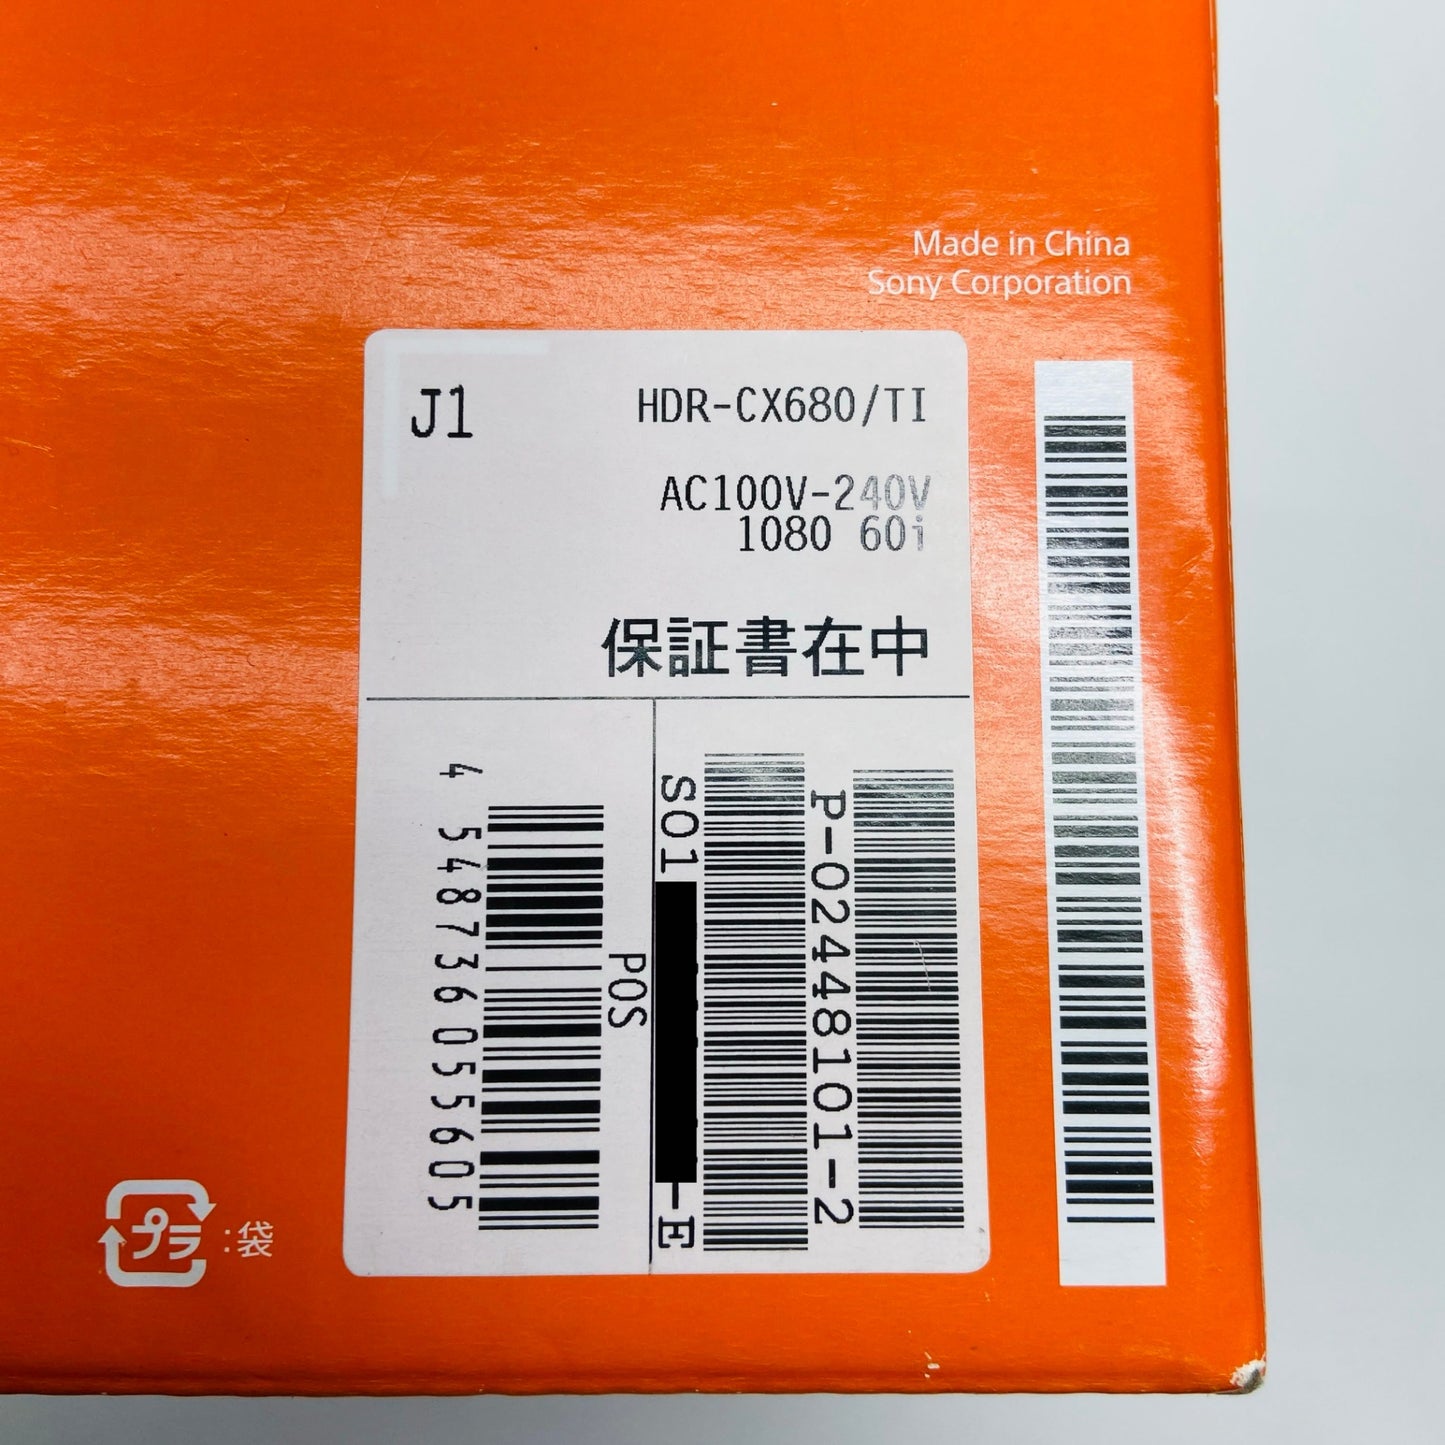 Made in China
Sony Corporation
J1
HDR-CX680/TI
AC100V-240V
1080 60i
保証書在中
4 548736 055605
POS
S01
-E
P-02448101-2
プラ :袋